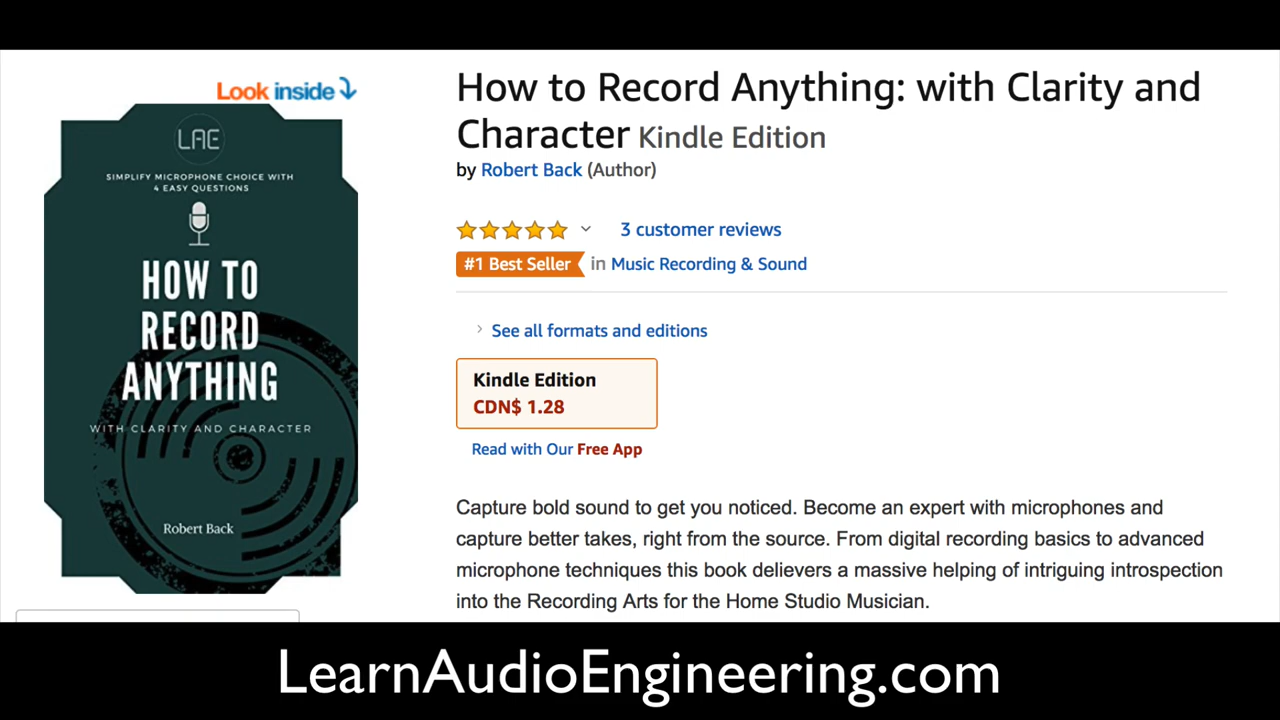 Look inside
LAE
SIMPLIFY MICROPHONE CHOICE WITH
4 EASY QUESTIONS
HOW TO
RECORD
ANYTHING
WITH CLARITY AND CHARACTER
Robert Back
How to Record Anything: with Clarity and
Character Kindle Edition
by Robert Back (Author)
3 customer reviews
#1 Best Seller in Music Recording & Sound
See all formats and editions
Kindle Edition
CDN$ 1.28
Read with Our Free App
Capture bold sound to get you noticed. Become an expert with microphones and
capture better takes, right from the source. From digital recording basics to advanced
microphone techniques this book delievers a massive helping of intriguing introspection
into the Recording Arts for the Home Studio Musician.
LearnAudioEngineering.com